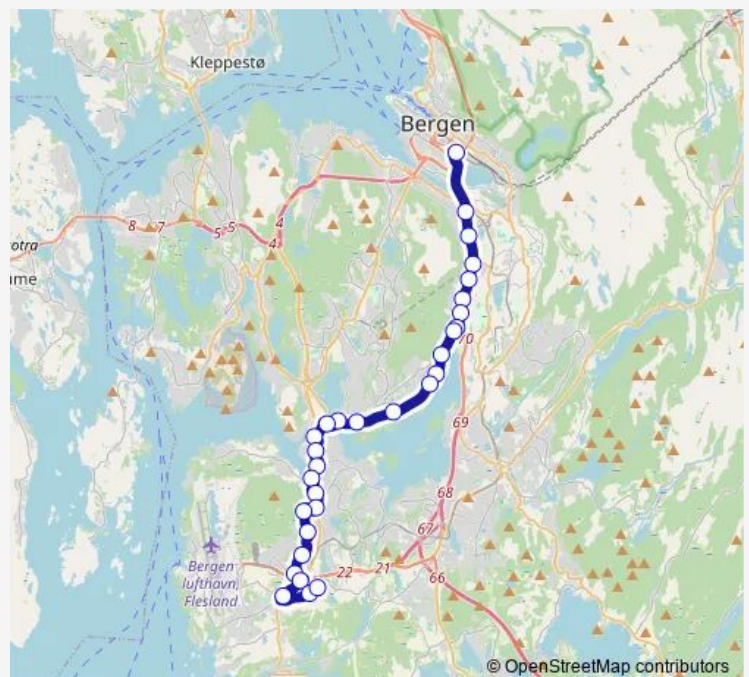 Kleppestø
Bergen
8
7
5
5
4
4
otra
me
70
69
68
67
66
22
21
Bergen
lufthavn,
Flesland
© OpenStreetMap contributors